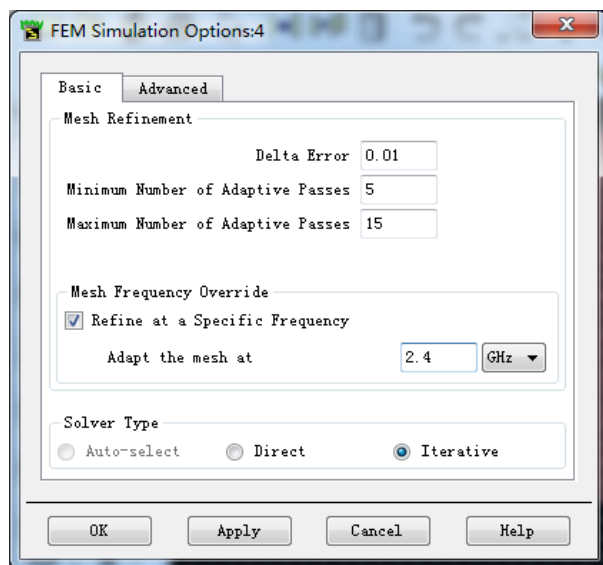 FEM Simulation Options:4
Basic Advanced
Mesh Refinement
Delta Error 0.01
Minimum Number of Adaptive Passes 5
Maximum Number of Adaptive Passes 15
Mesh Frequency Override
Refine at a Specific Frequency
Adapt the mesh at 2.4 GHz
Solver Type
Auto-select Direct Iterative
OK Apply Cancel Help